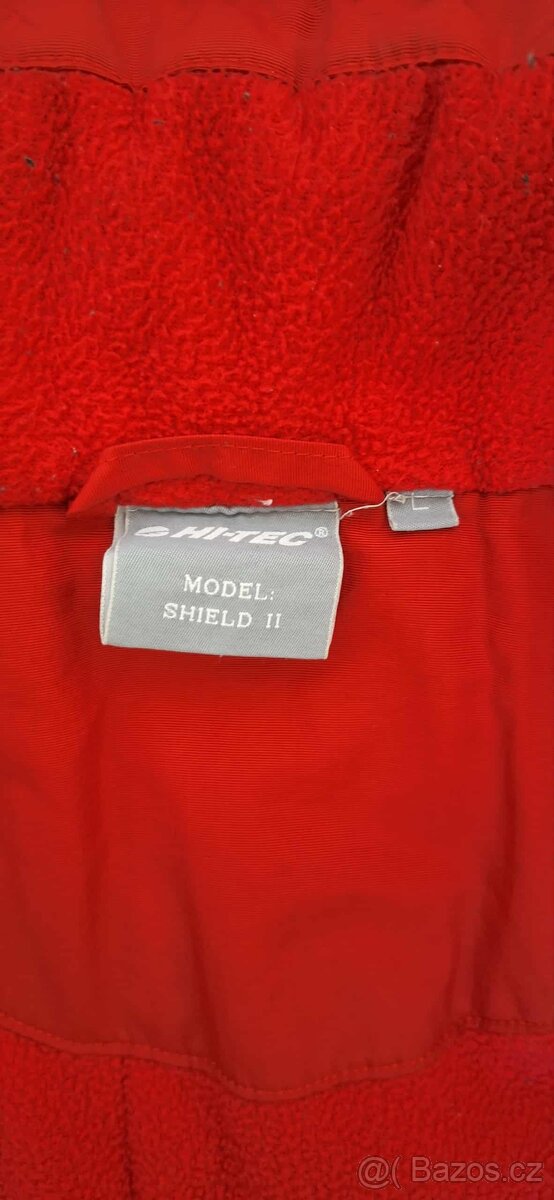 HI-TEC®
L
MODEL:
SHIELD II
@ Bazos.cz